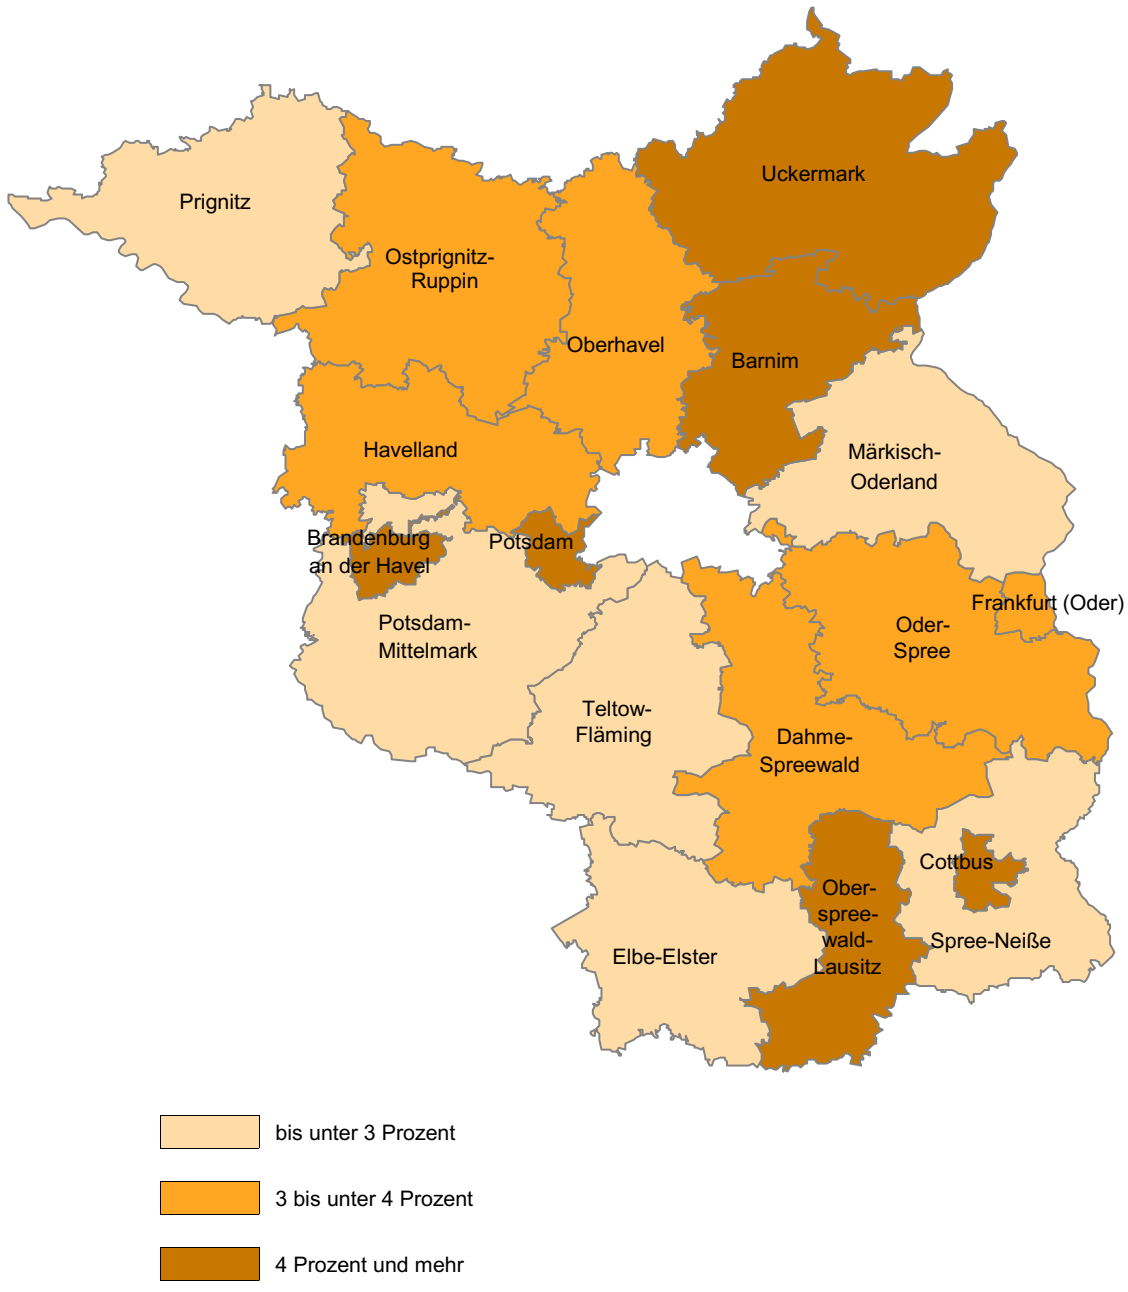 Uckermark
Prignitz
Ostprignitz-
Ruppin
Oberhavel
Barnim
Havelland
Märkisch-
Oderland
Brandenburg
an der Havel
Potsdam
Frankfurt (Oder)
Potsdam-
Mittelmark
Oder-
Spree
Teltow-
Fläming
Dahme-
Spreewald
Cottbus
Ober-
spree-
wald-
Lausitz
Spree-Neiße
Elbe-Elster
bis unter 3 Prozent
3 bis unter 4 Prozent
4 Prozent und mehr